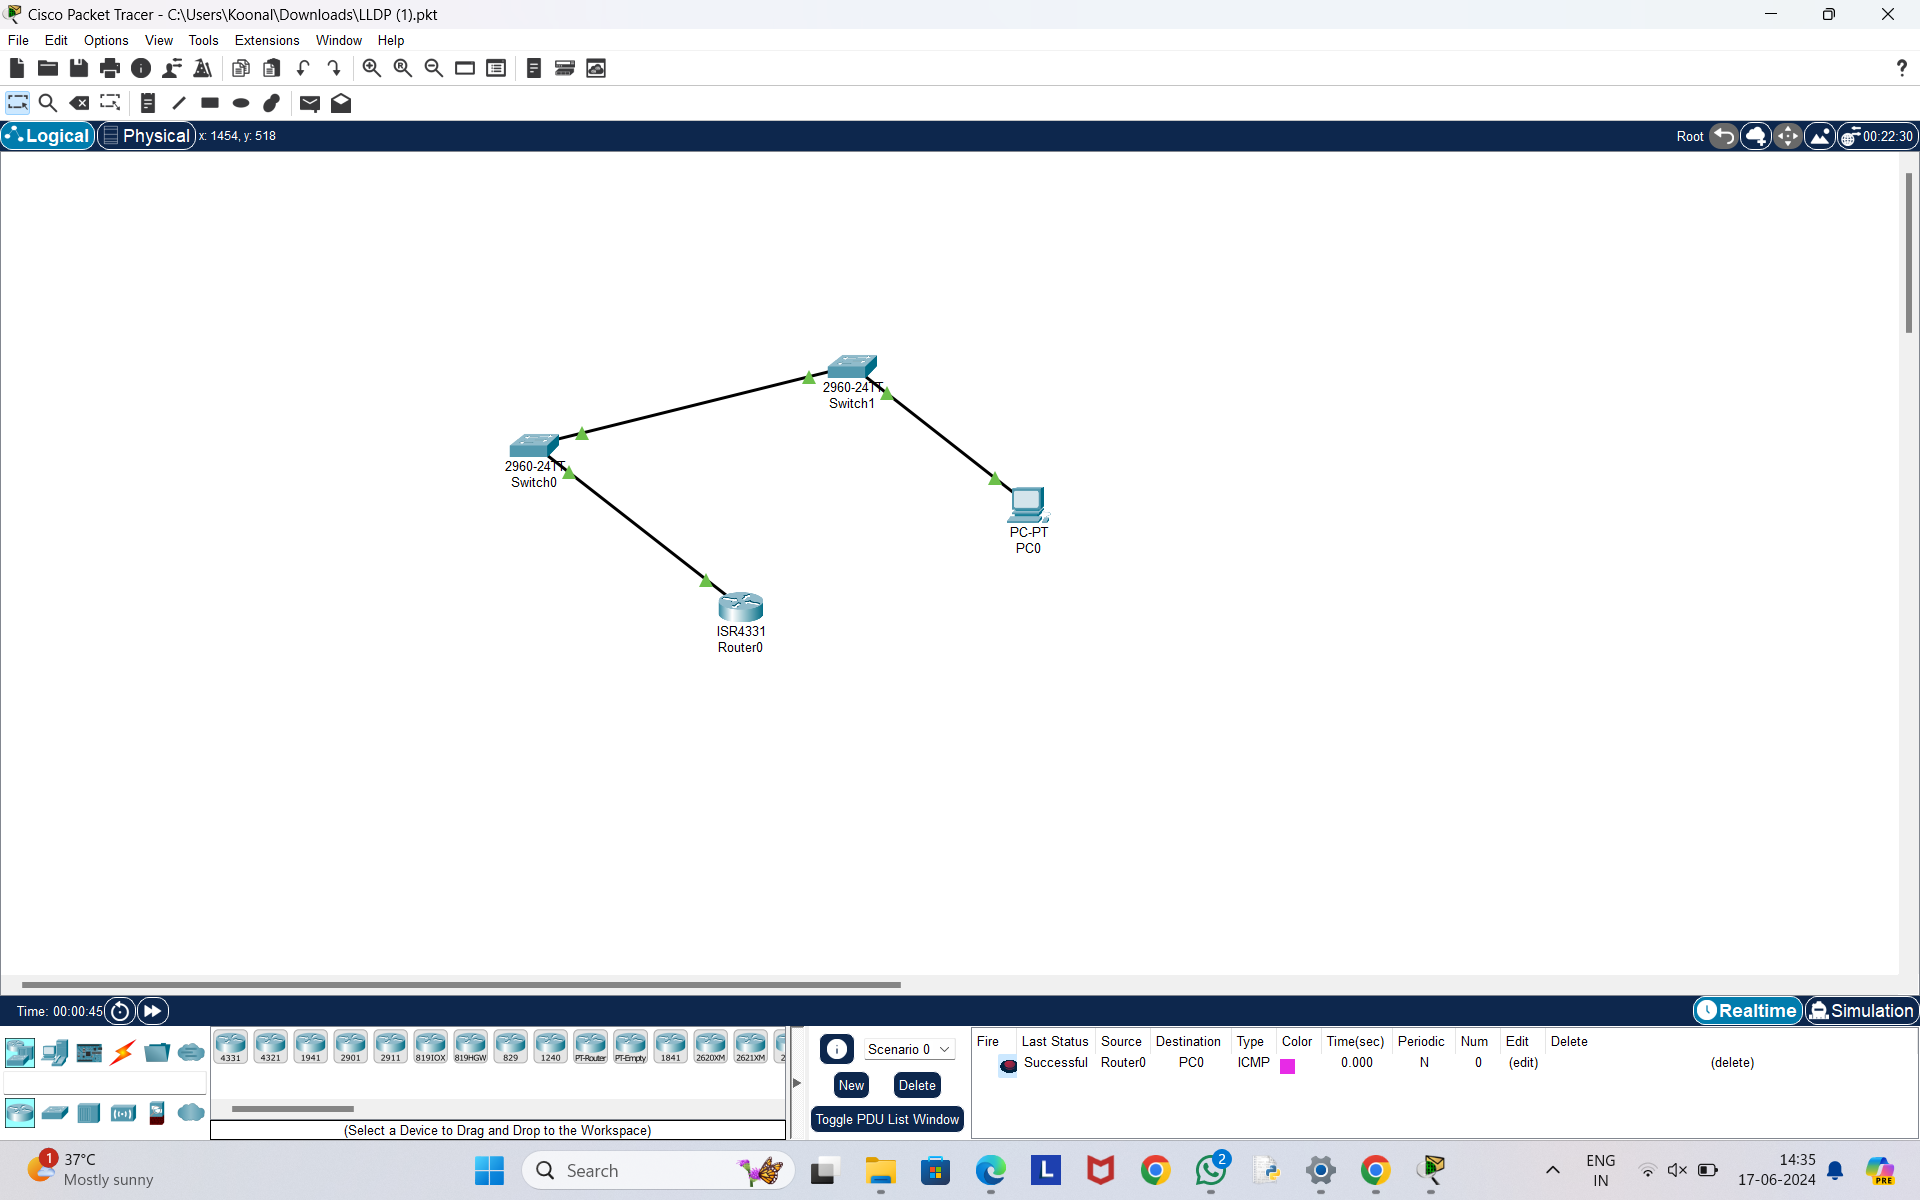 Cisco Packet Tracer - C:\Users\Koonal\Downloads\LLDP (1).pkt
File Edit Options View Tools Extensions Window Help
?
Logical Physical x: 1454, y: 518 Root 00:22:30
2960-24TT
Switch1
2960-24TT
Switch0
PC-PT
PC0
ISR4331
Router0
Time: 00:00:45 Realtime Simulation
4331 4321 1941 2901 2911 819IOX 819HGW 829 1240 PT-Router PT-Empty 1841 2620XM 2621XM 2
Scenario 0
New Delete
Toggle PDU List Window
(Select a Device to Drag and Drop to the Workspace)
Fire Last Status Source Destination Type Color Time(sec) Periodic Num Edit Delete
Successful Router0 PC0 ICMP 0.000 N 0 (edit) (delete)
1 37°C
Mostly sunny
Search
L
2
ENG
IN
14:35
17-06-2024
PRE